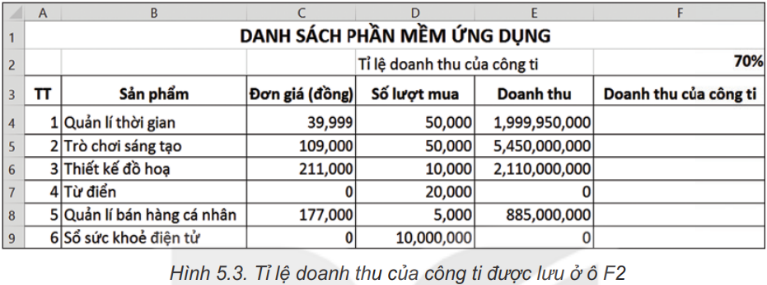 A B C D E F
1 DANH SÁCH PHẦN MỀM ỨNG DỤNG
2 Tỉ lệ doanh thu của công ti 70%
3 TT Sản phẩm Đơn giá (đồng) Số lượt mua Doanh thu Doanh thu của công ti
4 1 Quản lí thời gian 39,999 50,000 1,999,950,000
5 2 Trò chơi sáng tạo 109,000 50,000 5,450,000,000
6 3 Thiết kế đồ hoạ 211,000 10,000 2,110,000,000
7 4 Từ điển 0 20,000 0
8 5 Quản lí bán hàng cá nhân 177,000 5,000 885,000,000
9 6 Sổ sức khoẻ điện tử 0 10,000,000 0
Hình 5.3. Tỉ lệ doanh thu của công ti được lưu ở ô F2